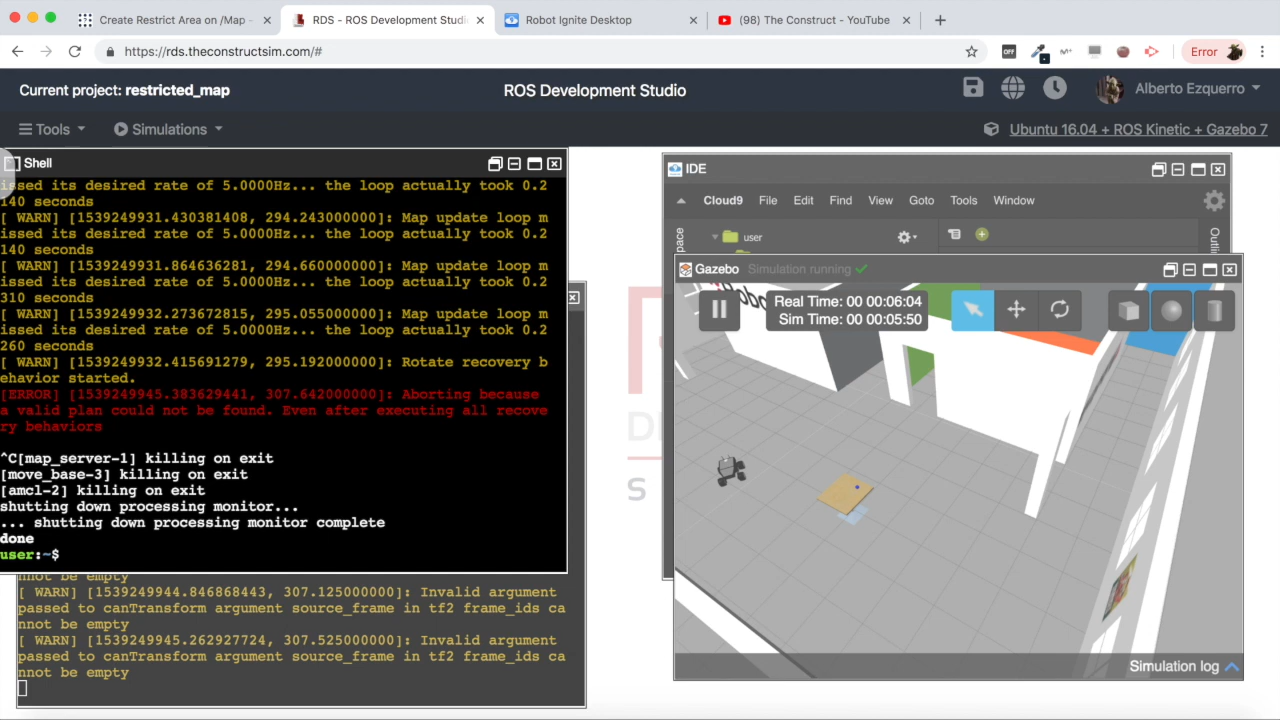 Create Restrict Area on /Map -
RDS - ROS Development Studi
Robot Ignite Desktop
(98) The Construct - YouTube
https://rds.theconstructsim.com/#
OFF
Error
Current project: restricted_map
ROS Development Studio
Alberto Ezquerro
Tools
Simulations
Ubuntu 16.04 + ROS Kinetic + Gazebo 7
Shell
issed its desired rate of 5.0000Hz... the loop actually took 0.2
140 seconds
[ WARN] [1539249931.430381408, 294.243000000]: Map update loop m
issed its desired rate of 5.0000Hz... the loop actually took 0.2
140 seconds
[ WARN] [1539249931.864636281, 294.660000000]: Map update loop m
issed its desired rate of 5.0000Hz... the loop actually took 0.2
310 seconds
[ WARN] [1539249932.273672815, 295.055000000]: Map update loop m
issed its desired rate of 5.0000Hz... the loop actually took 0.2
260 seconds
[ WARN] [1539249932.415691279, 295.192000000]: Rotate recovery b
ehavior started.
[ERROR] [1539249945.383629441, 307.642000000]: Aborting because
a valid plan could not be found. Even after executing all recove
ry behaviors
^C[map_server-1] killing on exit
[move_base-3] killing on exit
[amcl-2] killing on exit
shutting down processing monitor...
... shutting down processing monitor complete
done
user:~$
nnot be empty
[ WARN] [1539249944.846868443, 307.125000000]: Invalid argument
passed to canTransform argument source_frame in tf2 frame_ids ca
nnot be empty
[ WARN] [1539249945.262927724, 307.525000000]: Invalid argument
passed to canTransform argument source_frame in tf2 frame_ids ca
nnot be empty
IDE
Cloud9 File Edit Find View Goto Tools Window
space
user
Outli
Gazebo Simulation running
Real Time: 00 00:06:04
Sim Time: 00 00:05:50
Simulation log